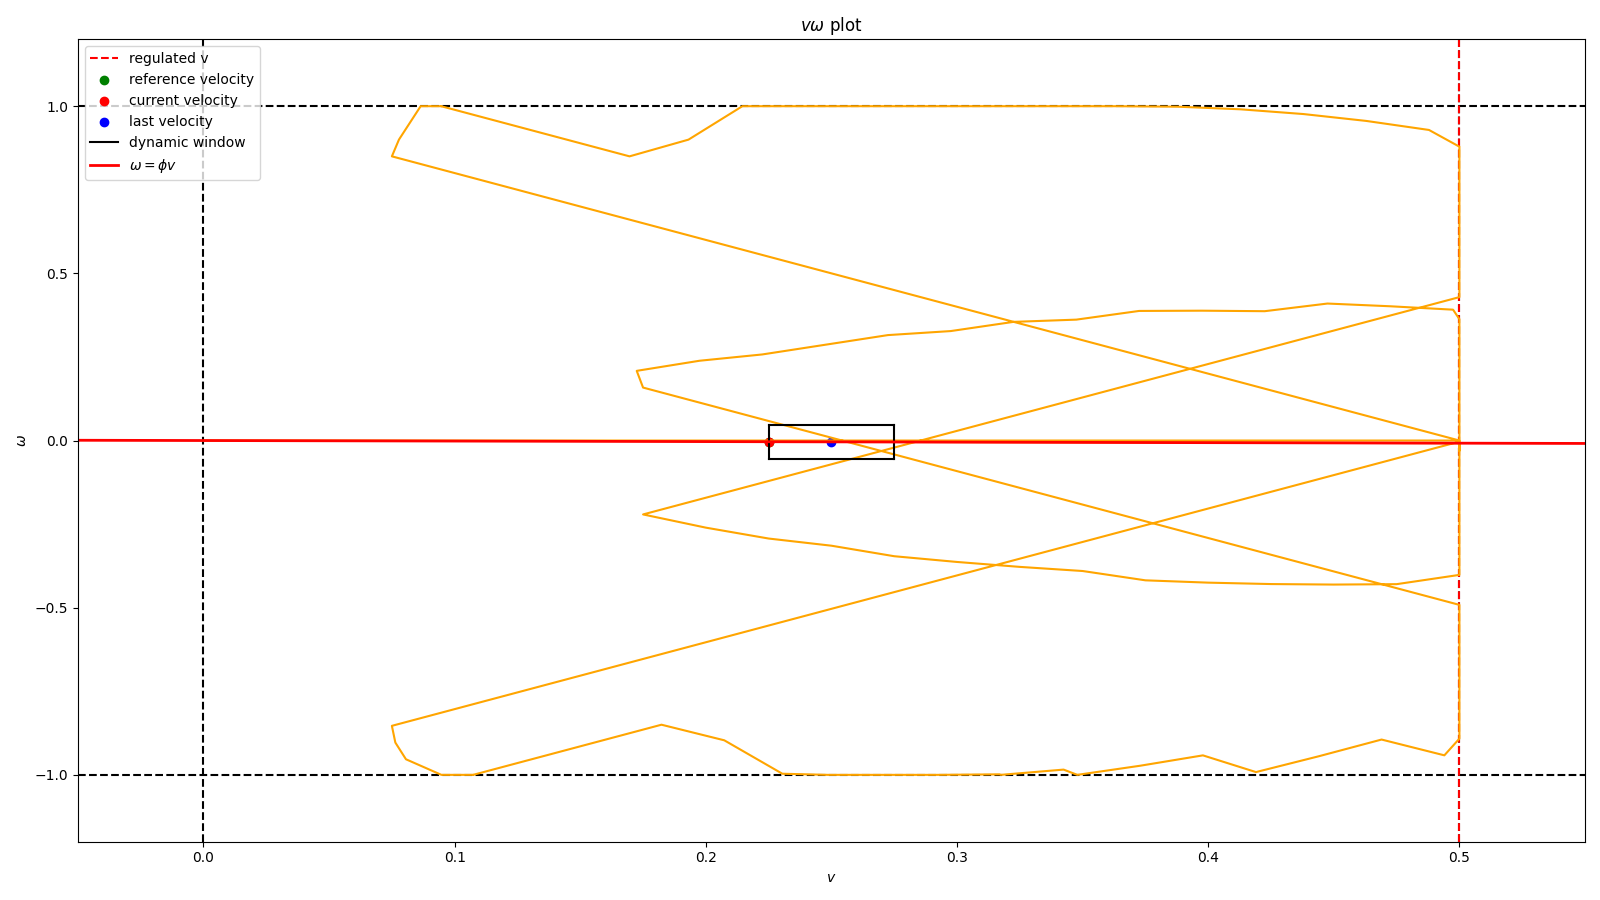 vω plot
regulated v
reference velocity
current velocity
last velocity
dynamic window
ω = ϕv
1.0
0.5
0.0
−0.5
−1.0
ω
0.0 0.1 0.2 0.3 0.4 0.5
v